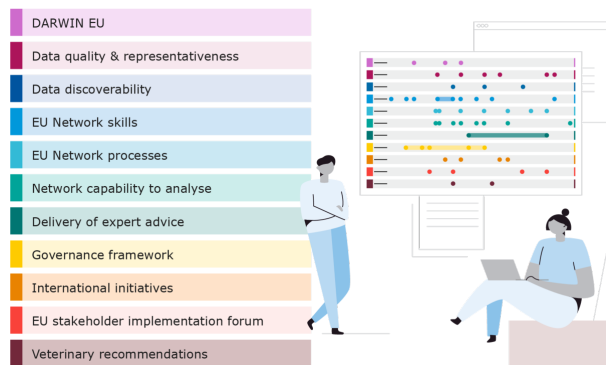 DARWIN EU
Data quality & representativeness
Data discoverability
EU Network skills
EU Network processes
Network capability to analyse
Delivery of expert advice
Governance framework
International initiatives
EU stakeholder implementation forum
Veterinary recommendations